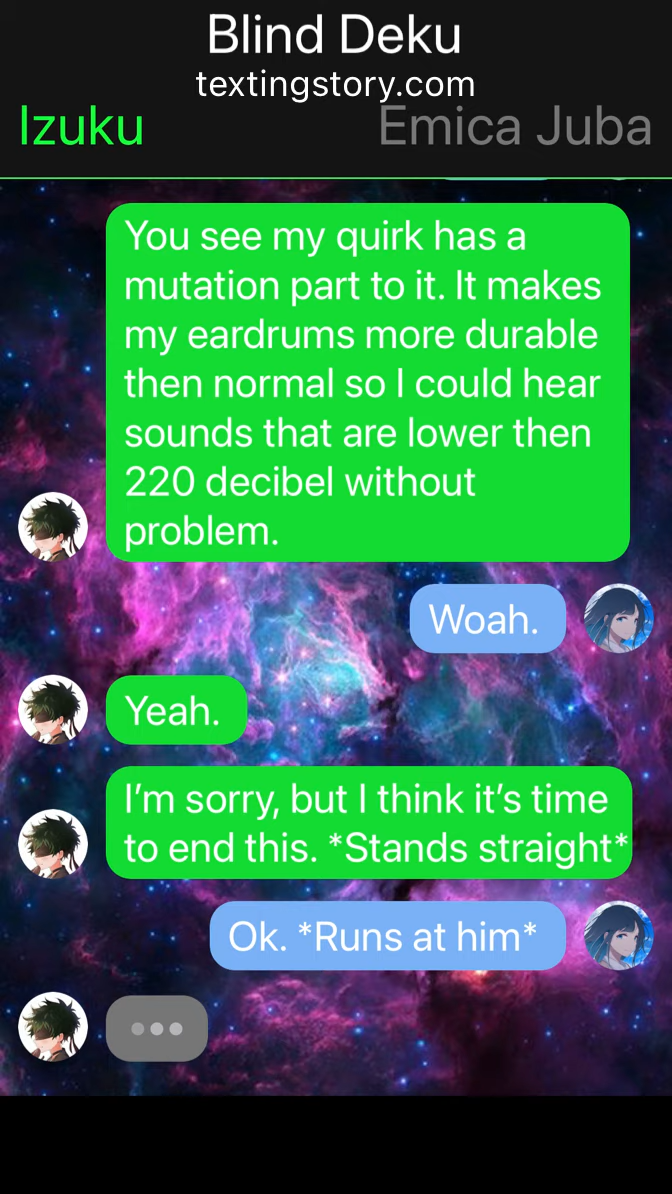 Blind Deku
textingstory.com
Izuku
Emica Juba
You see my quirk has a
mutation part to it. It makes
my eardrums more durable
then normal so I could hear
sounds that are lower then
220 decibel without
problem.
Woah.
Yeah.
I'm sorry, but I think it's time
to end this. *Stands straight*
Ok. *Runs at him*